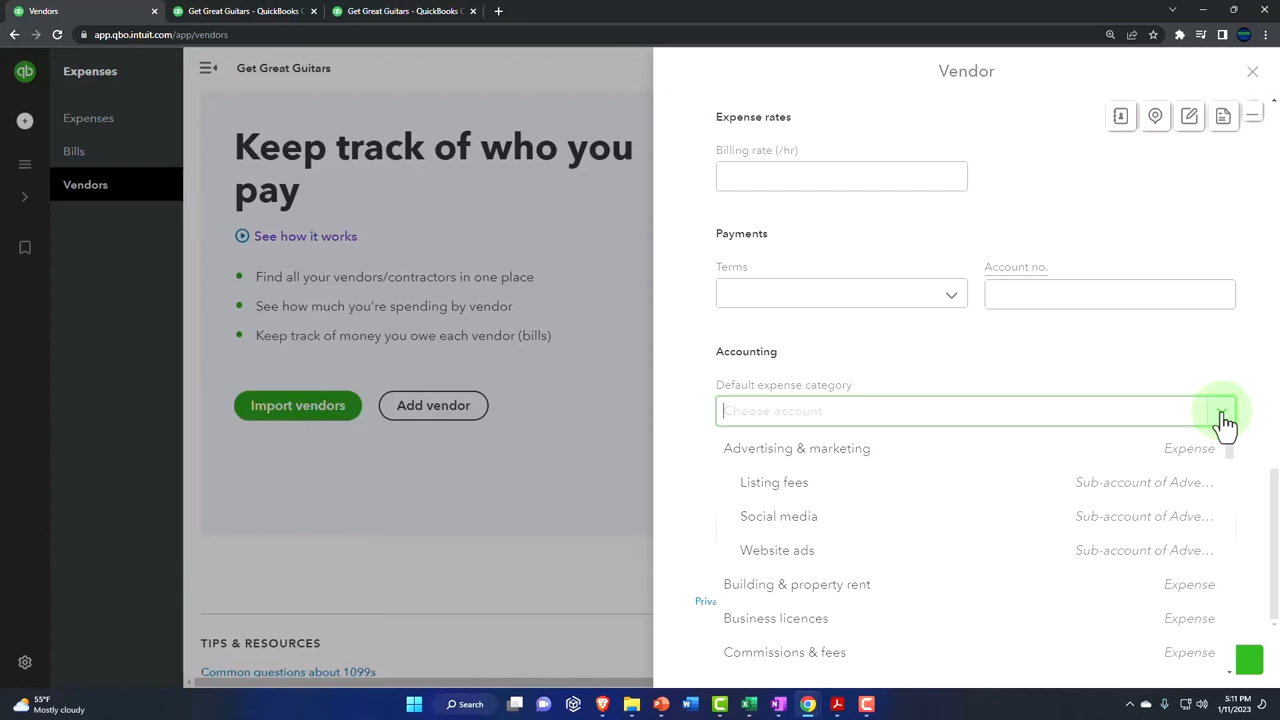 Vendors
Get Great Guitars - QuickBooks C
Get Great Guitars - QuickBooks C
app.qbo.intuit.com/app/vendors
qb
Expenses
Expenses
Bills
Vendors
Get Great Guitars
Keep track of who you
pay
See how it works
Find all your vendors/contractors in one place
See how much you're spending by vendor
Keep track of money you owe each vendor (bills)
Import vendors
Add vendor
TIPS & RESOURCES
Common questions about 1099s
Vendor
Expense rates
Billing rate (/hr)
Payments
Terms
Account no.
Accounting
Default expense category
Choose account
Advertising & marketing Expense
Listing fees Sub-account of Adve...
Social media Sub-account of Adve...
Website ads Sub-account of Adve...
Building & property rent Expense
Business licences Expense
Commissions & fees Expense
Priva
55°F
Mostly cloudy
Search
5:11 PM
1/11/2023